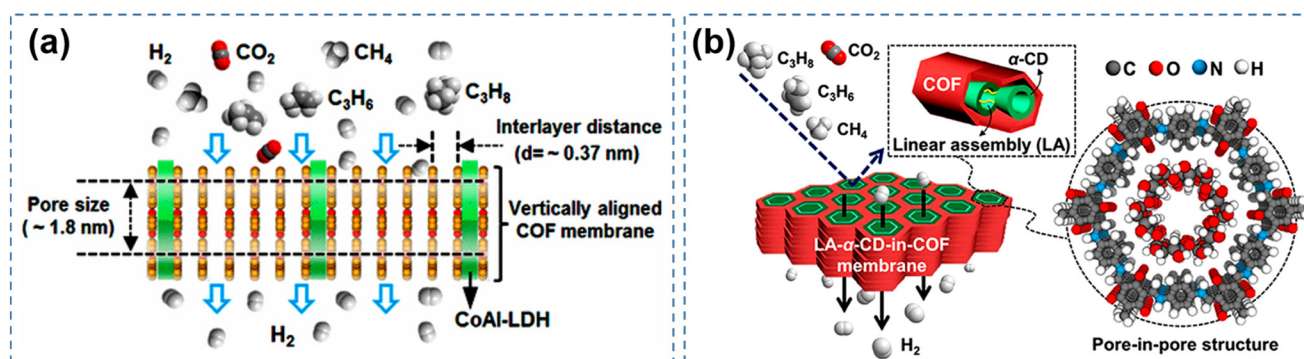 (a)
H2
CO2
CH4
C3H6
C3H8
Interlayer distance
(d= ~ 0.37 nm)
Pore size
( ~ 1.8 nm)
Vertically aligned
COF membrane
CoAl-LDH
H2
(b)
C3H8
CO2
C3H6
CH4
COF
α-CD
Linear assembly (LA)
C O N H
LA-α-CD-in-COF
membrane
H2
Pore-in-pore structure